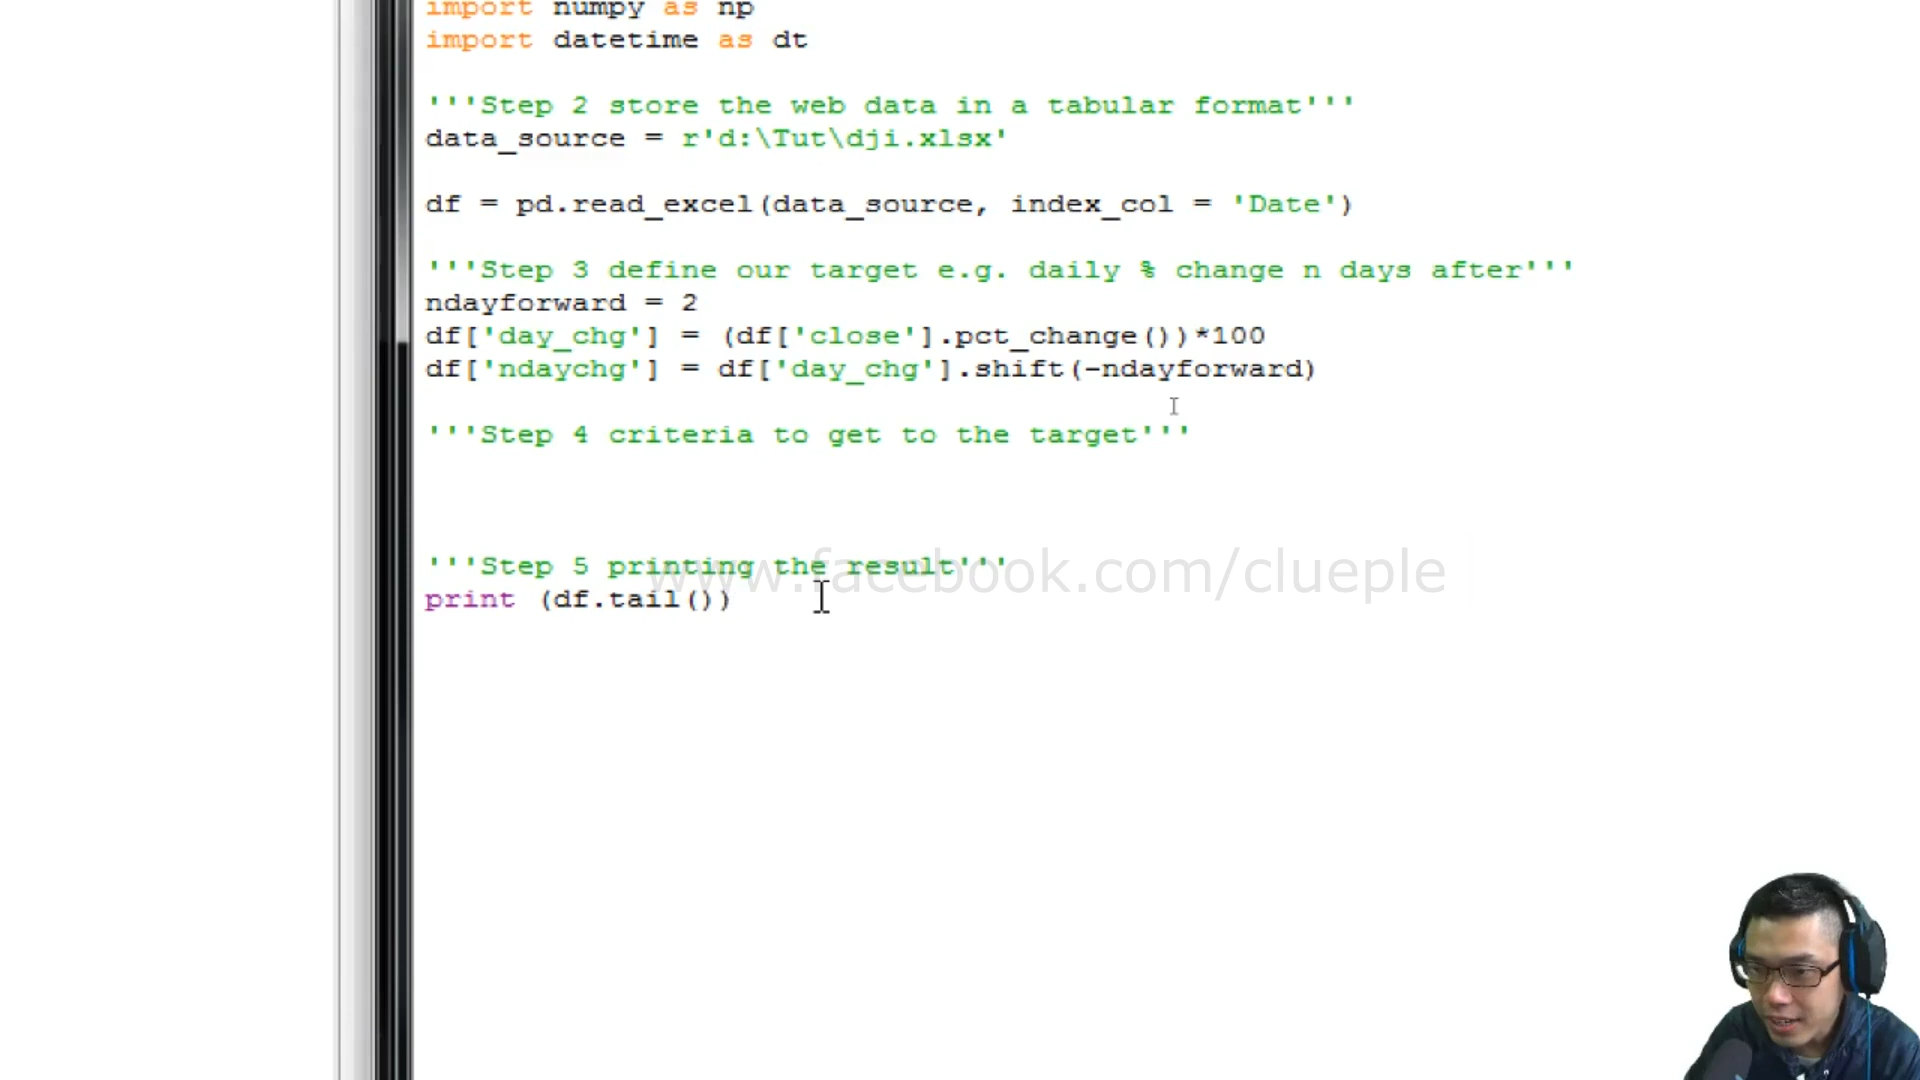 import numpy as np
import datetime as dt
'''Step 2 store the web data in a tabular format'''
data_source = r'd:\Tut\dji.xlsx'
df = pd.read_excel(data_source, index_col = 'Date')
'''Step 3 define our target e.g. daily % change n days after'''
ndayforward = 2
df['day_chg'] = (df['close'].pct_change())*100
df['ndaychg'] = df['day_chg'].shift(-ndayforward)
'''Step 4 criteria to get to the target'''
'''Step 5 printing the result'''
www.facebook.com/clueple
print (df.tail())